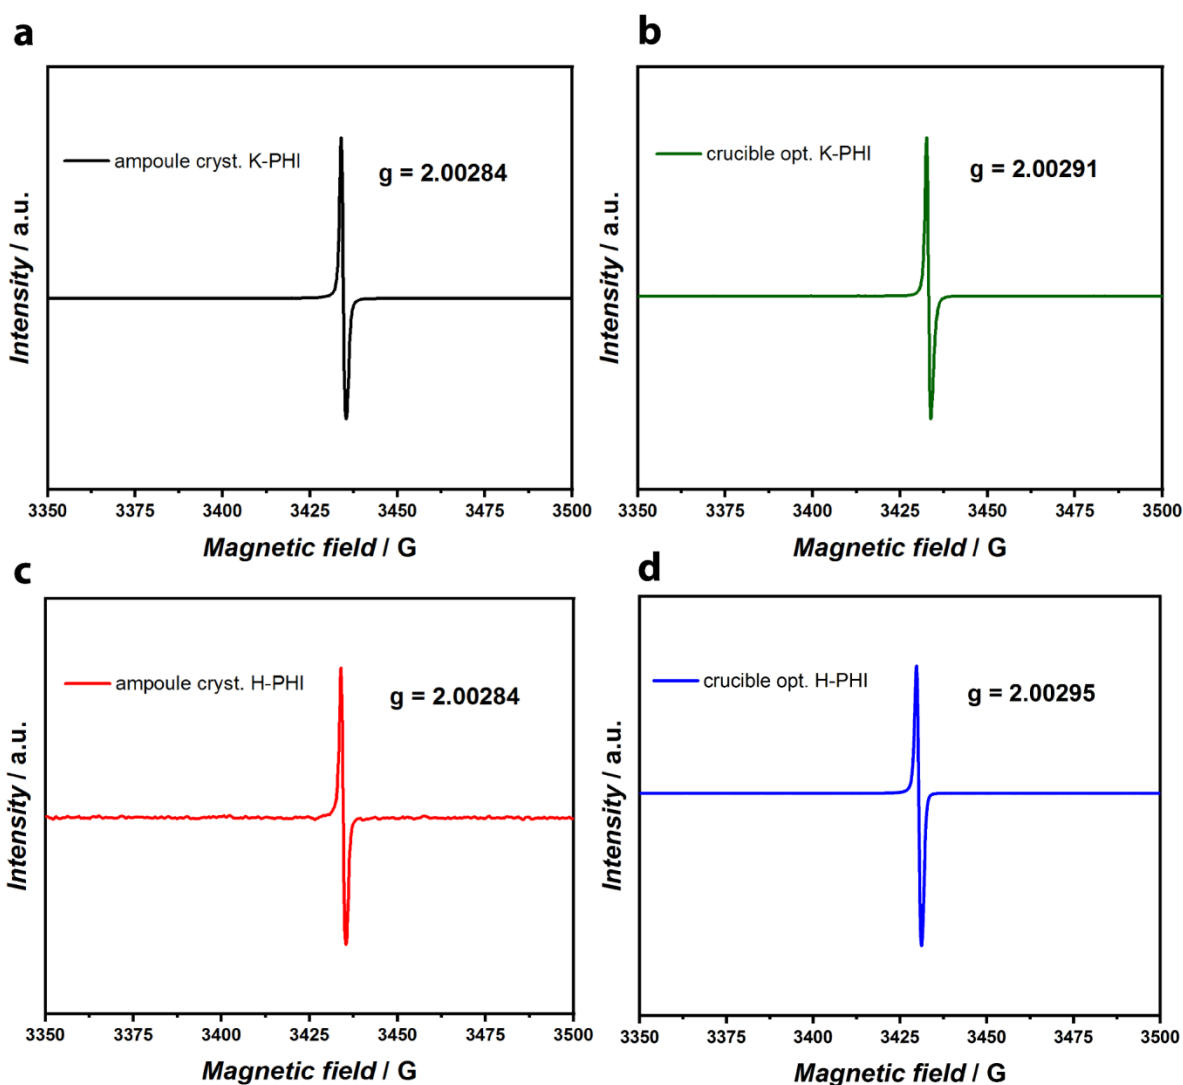 a
ampoule cryst. K-PHI
g = 2.00284
Intensity / a.u.
3350 3375 3400 3425 3450 3475 3500
Magnetic field / G
b
crucible opt. K-PHI
g = 2.00291
Intensity / a.u.
3350 3375 3400 3425 3450 3475 3500
Magnetic field / G
c
ampoule cryst. H-PHI
g = 2.00284
Intensity / a.u.
3350 3375 3400 3425 3450 3475 3500
Magnetic field / G
d
crucible opt. H-PHI
g = 2.00295
Intensity / a.u.
3350 3375 3400 3425 3450 3475 3500
Magnetic field / G